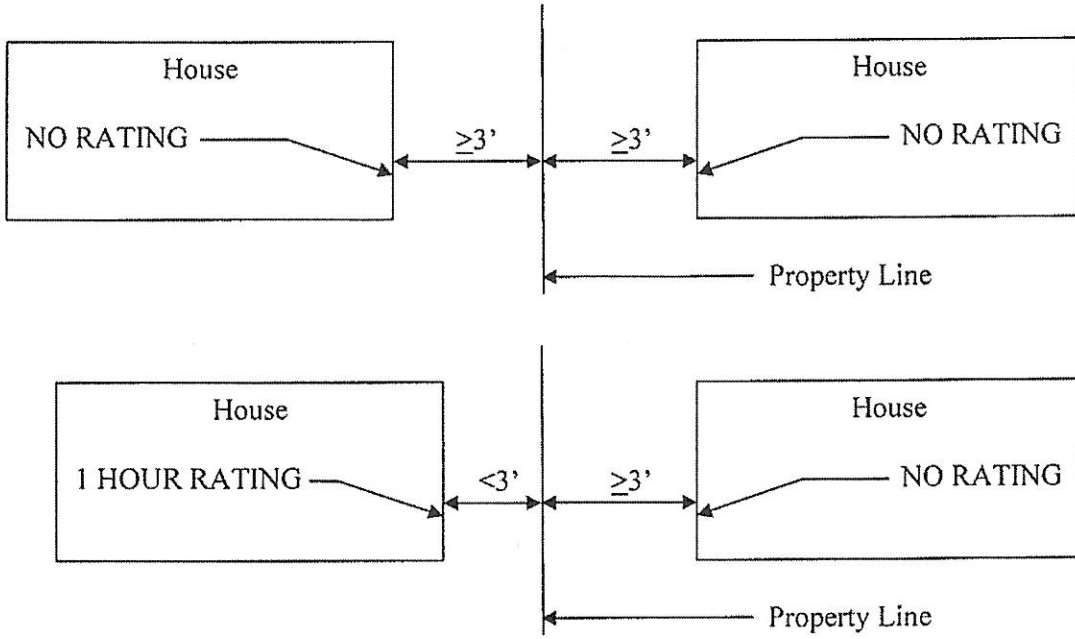 House
House
NO RATING
≥3’
≥3’
NO RATING
Property Line
House
House
1 HOUR RATING
<3’
≥3’
NO RATING
Property Line